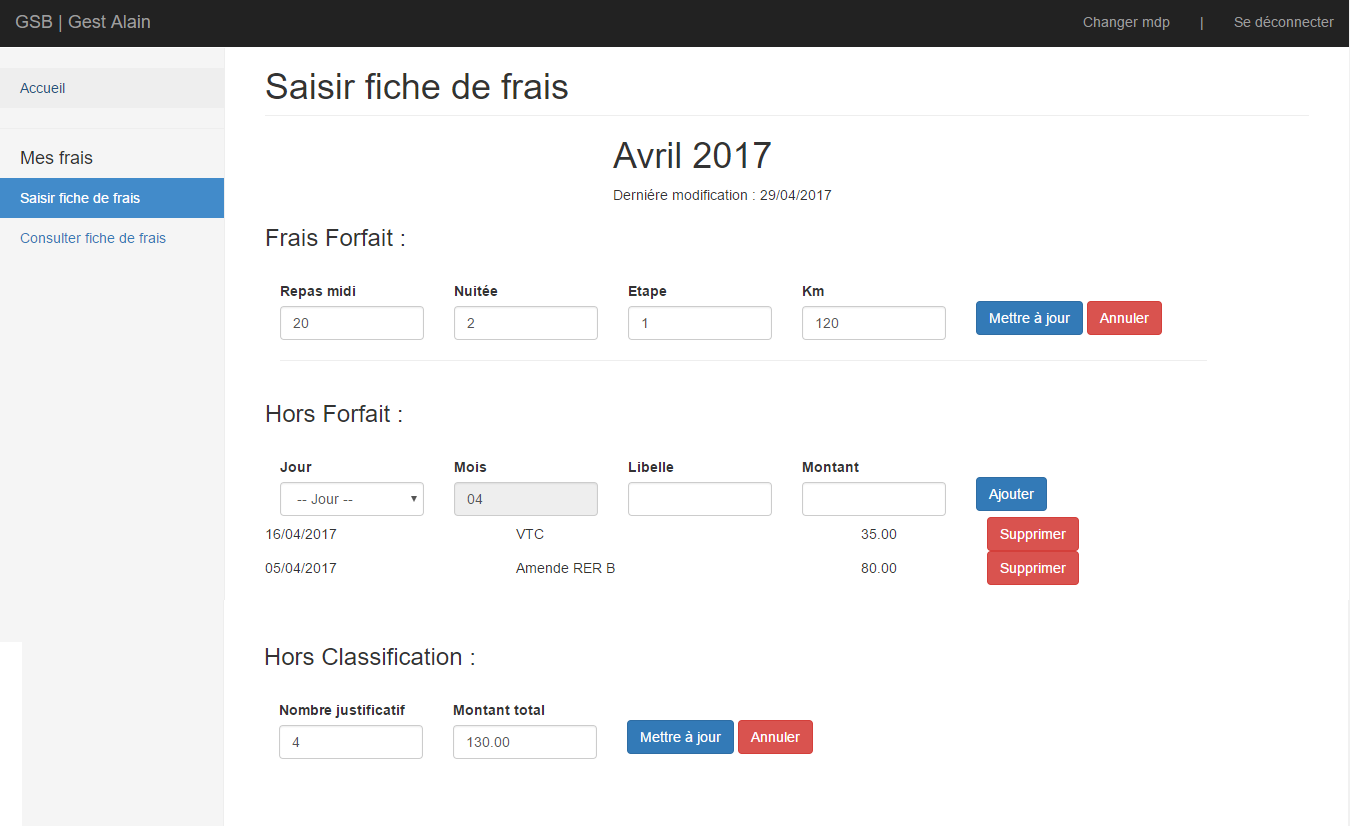 GSB | Gest Alain
Changer mdp | Se déconnecter
Accueil
Mes frais
Saisir fiche de frais
Consulter fiche de frais
Saisir fiche de frais
Avril 2017
Derniére modification : 29/04/2017
Frais Forfait :
Repas midi Nuitée Etape Km
20 2 1 120 Mettre à jour Annuler
Hors Forfait :
Jour Mois Libelle Montant
-- Jour -- 04 Ajouter
16/04/2017 VTC 35.00 Supprimer
05/04/2017 Amende RER B 80.00 Supprimer
Hors Classification :
Nombre justificatif Montant total
4 130.00 Mettre à jour Annuler